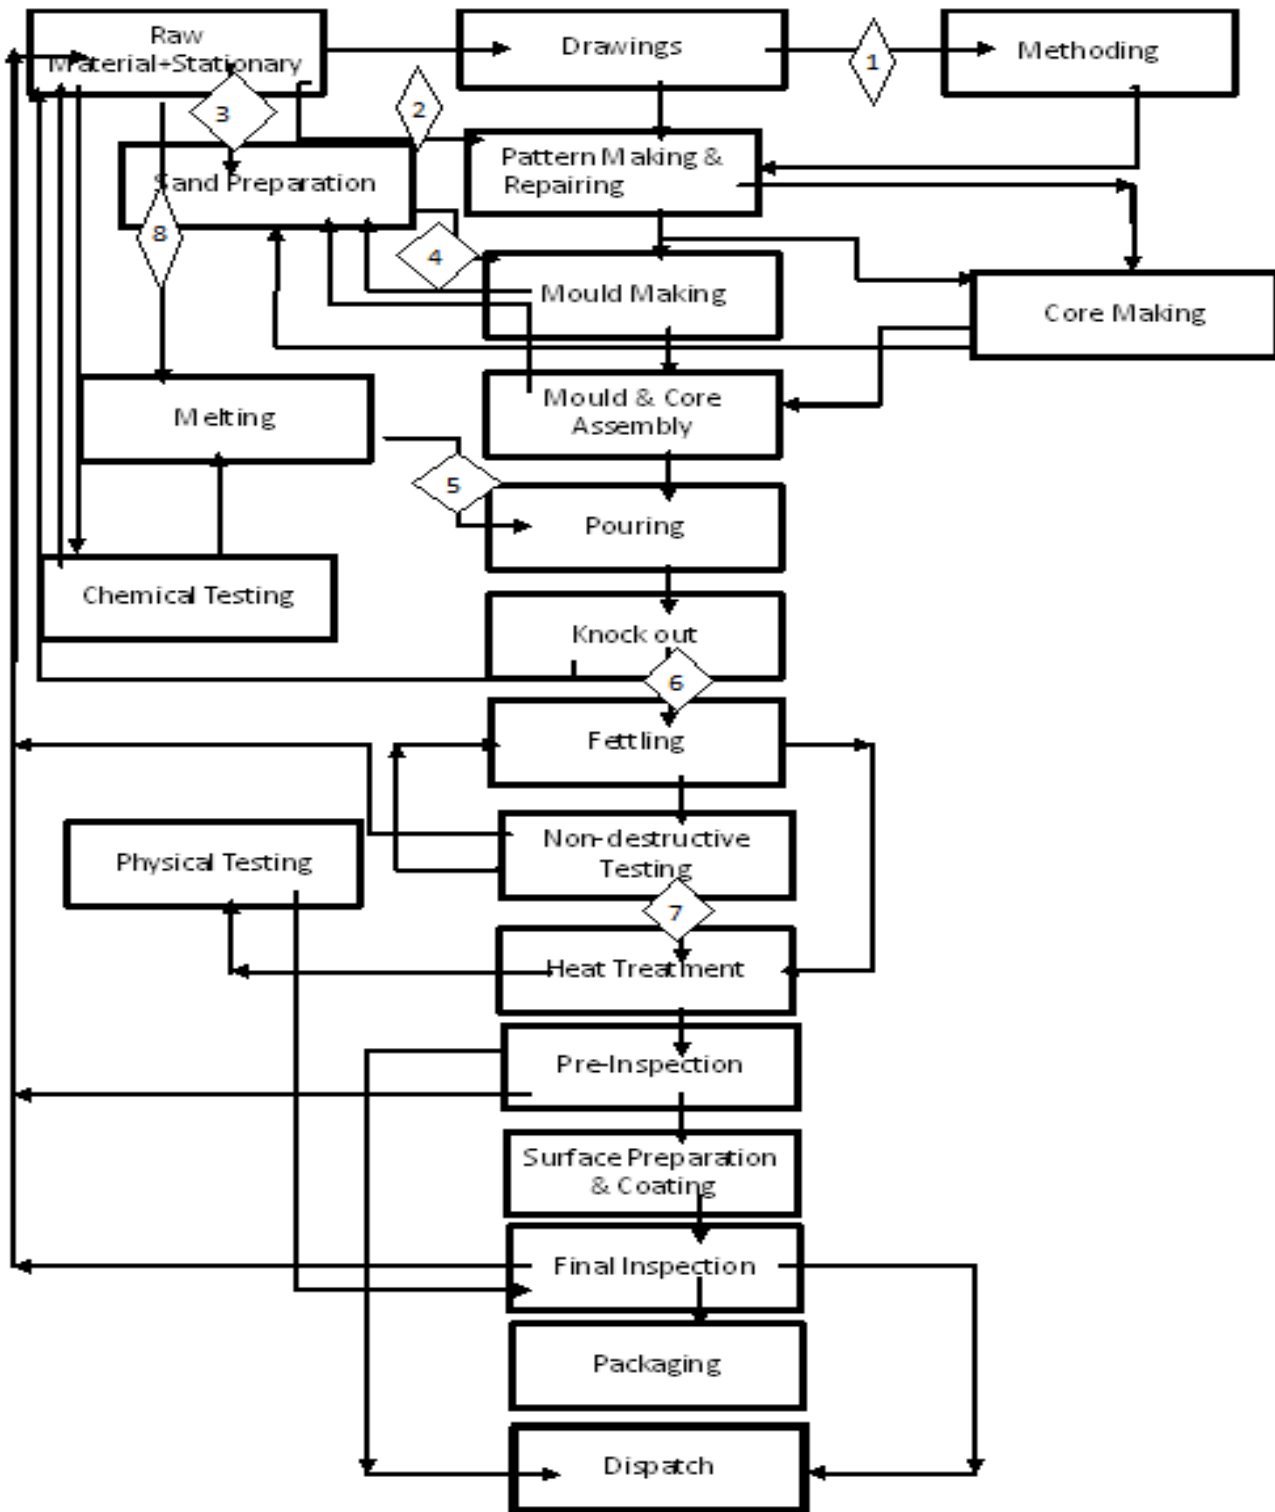 Raw
Material+Stationary
Drawings
1
Methoding
3
2
Pattern Making &
Repairing
Sand Preparation
8
4
Mould Making
Core Making
Melting
Mould & Core
Assembly
5
Pouring
Chemical Testing
Knock out
6
Fettling
Non-destructive
Testing
Physical Testing
7
Heat Treatment
Pre-Inspection
Surface Preparation
& Coating
Final Inspection
Packaging
Dispatch